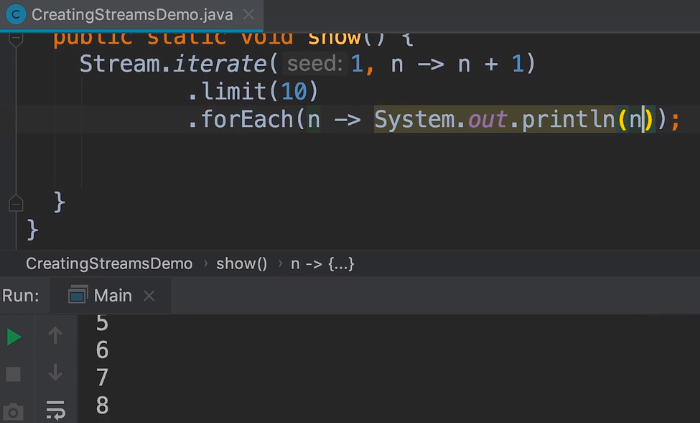 CreatingStreamsDemo.java
public static void show() {
Stream.iterate( seed: 1, n -> n + 1)
.limit(10)
.forEach(n -> System.out.println(n));
}
}
CreatingStreamsDemo › show() › n -> {...}
Run: Main
5
6
7
8